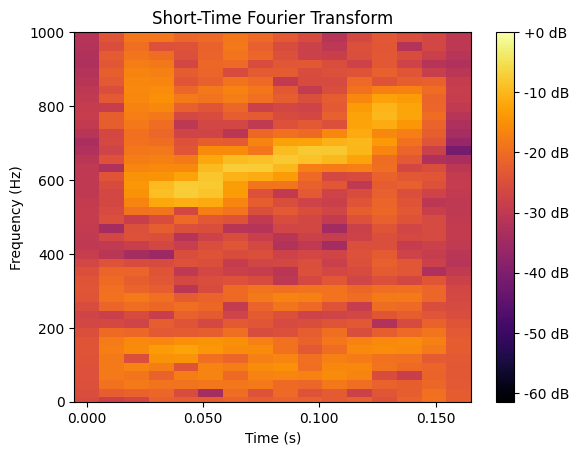 Short-Time Fourier Transform
1000
800
600
400
200
0
Frequency (Hz)
0.000
0.050
0.100
0.150
Time (s)
+0 dB
-10 dB
-20 dB
-30 dB
-40 dB
-50 dB
-60 dB